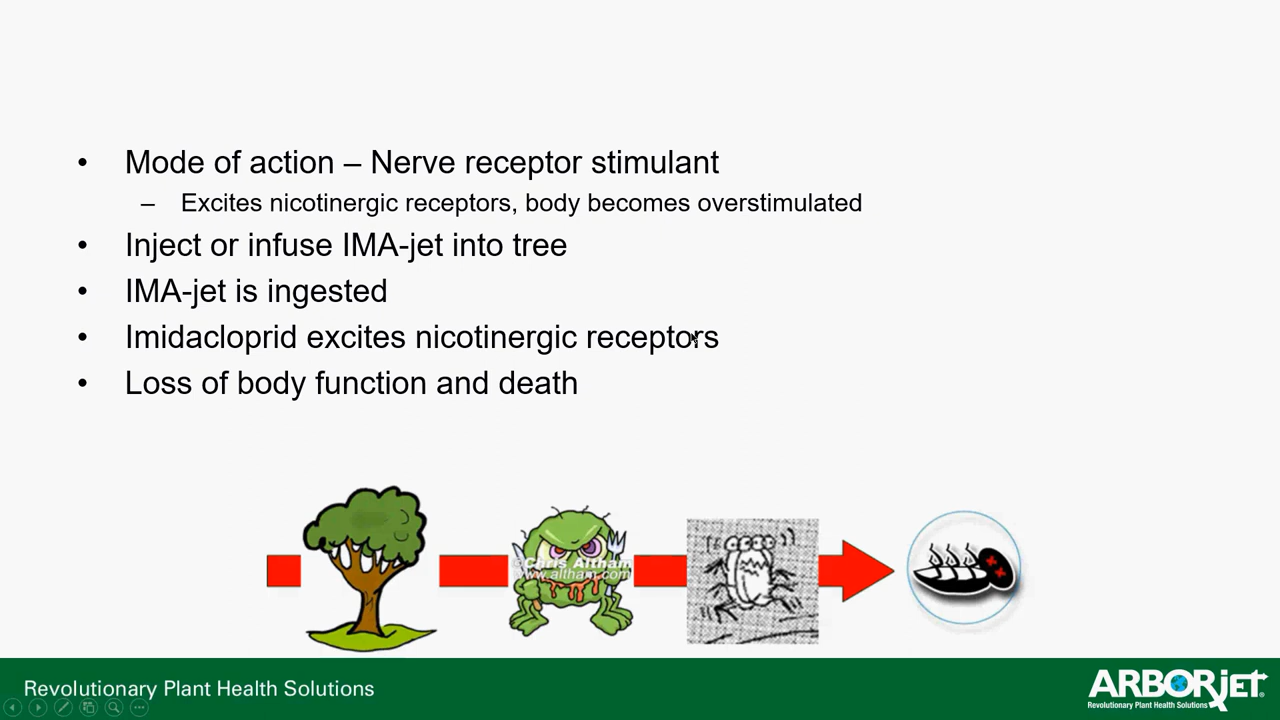 • Mode of action – Nerve receptor stimulant
– Excites nicotinergic receptors, body becomes overstimulated
• Inject or infuse IMA-jet into tree
• IMA-jet is ingested
• Imidacloprid excites nicotinergic receptors
• Loss of body function and death
©Chris Altham
www.altham.com
Revolutionary Plant Health Solutions
ARBORjet®
Revolutionary Plant Health Solutions